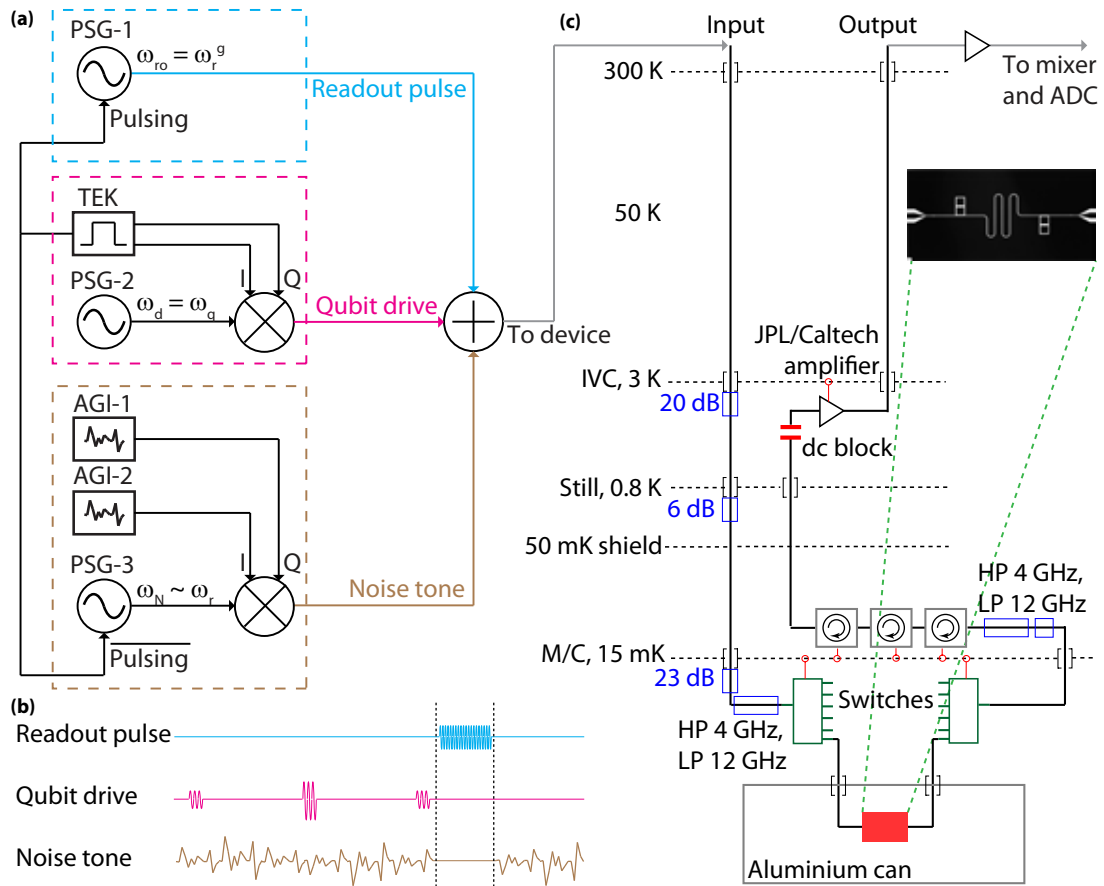 (a)
PSG-1
ω_ro = ω_r^g
Readout pulse
Pulsing
TEK
I
Q
PSG-2
ω_d = ω_q
Qubit drive
To device
AGI-1
AGI-2
I
Q
PSG-3
ω_N ~ ω_r
Noise tone
Pulsing
(b)
Readout pulse
Qubit drive
Noise tone
(c)
Input
Output
300 K
To mixer
and ADC
50 K
JPL/Caltech
amplifier
IVC, 3 K
20 dB
dc block
Still, 0.8 K
6 dB
50 mK shield
HP 4 GHz,
LP 12 GHz
M/C, 15 mK
23 dB
Switches
HP 4 GHz,
LP 12 GHz
Aluminium can